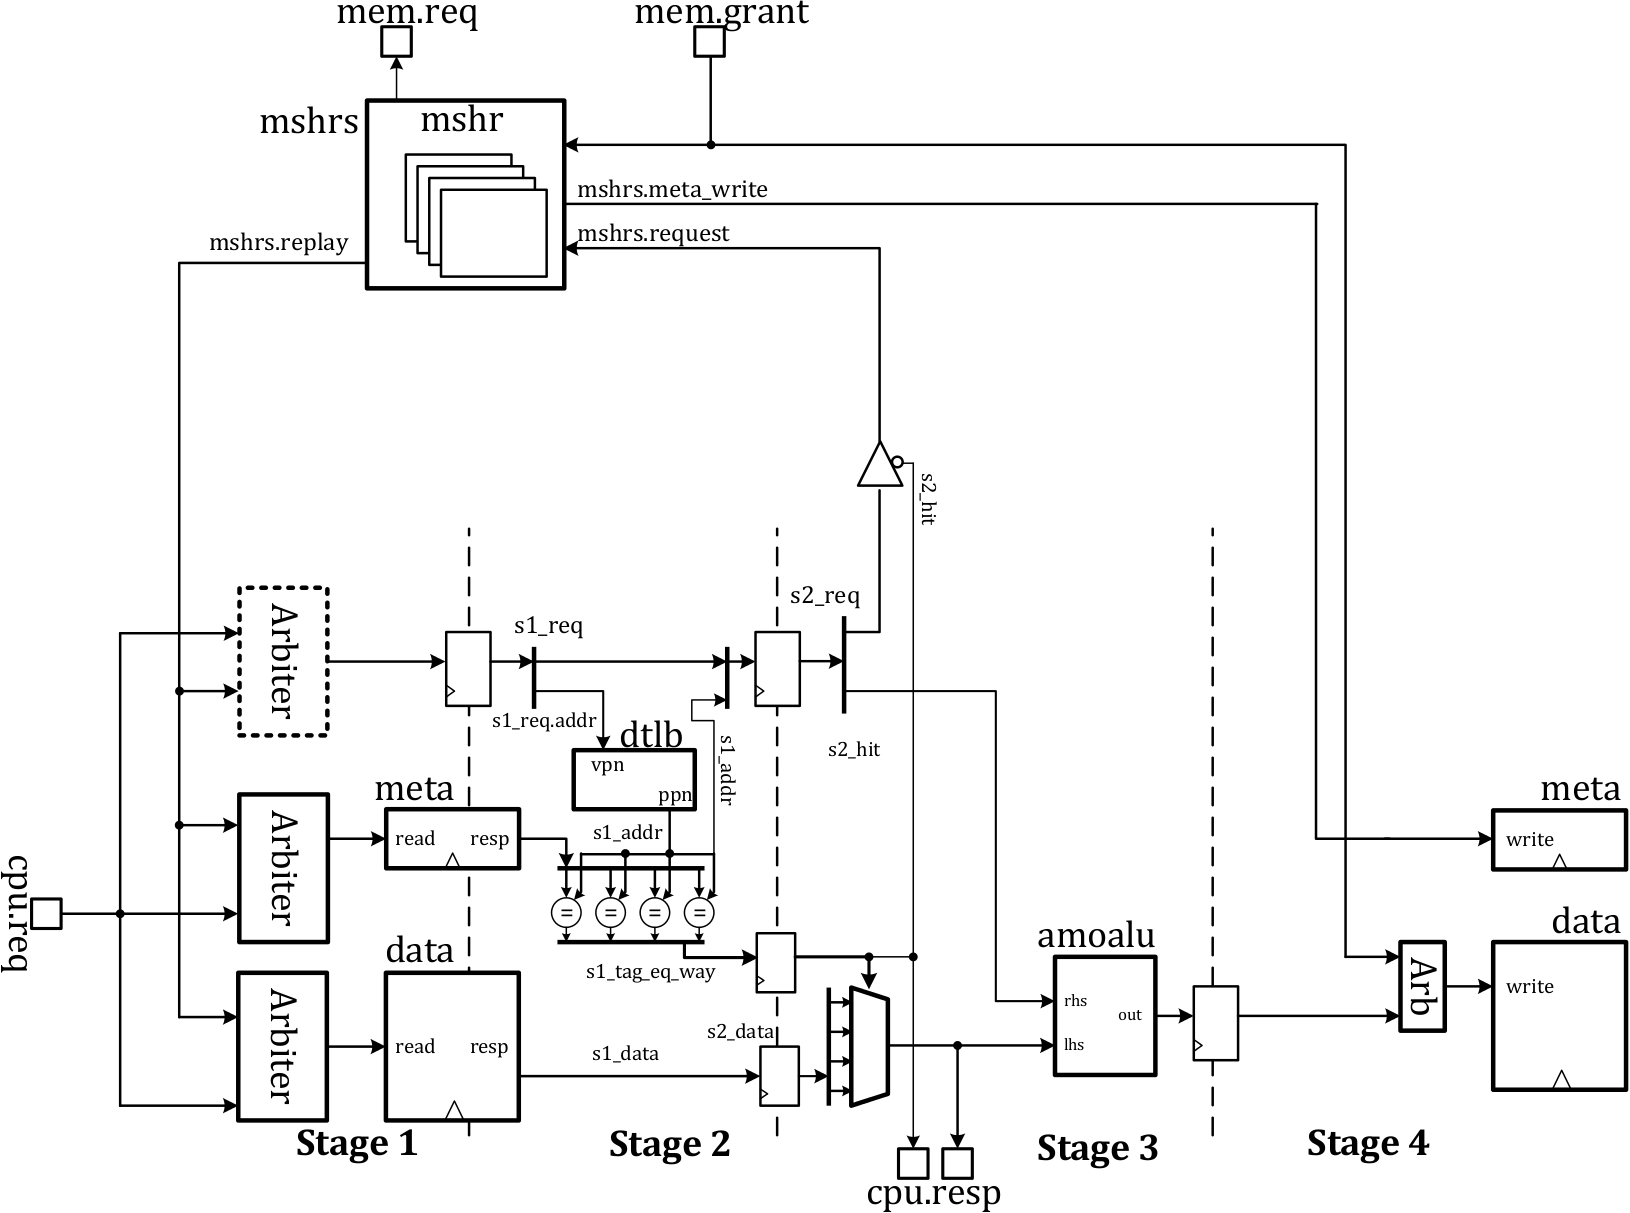 mem.req
mem.grant
mshrs
mshr
mshrs.meta_write
mshrs.request
mshrs.replay
s2_hit
Arbiter
s1_req
s2_req
s1_req.addr
dtlb
vpn
ppn
s1_addr
s2_hit
meta
read
resp
s1_addr
Arbiter
cpu.req
= = = =
s1_tag_eq_way
data
read
resp
Arbiter
s1_data
s2_data
amoalu
rhs
out
lhs
meta
write
data
write
Arb
Stage 1
Stage 2
Stage 3
Stage 4
cpu.resp